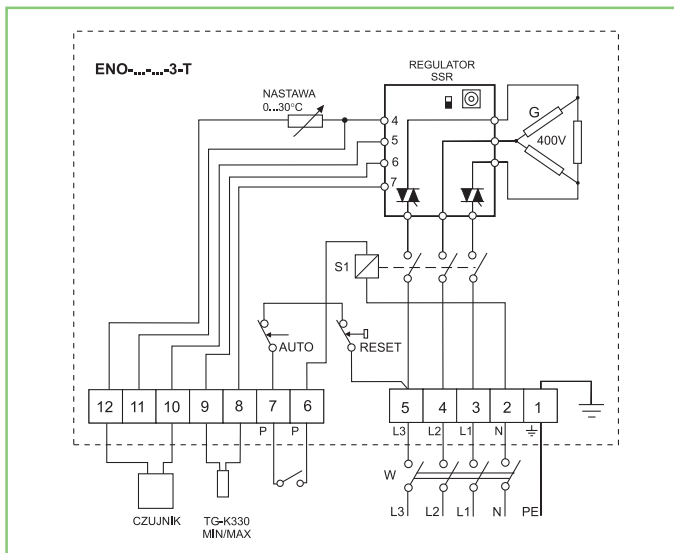 ENO-...-...-3-T
REGULATOR
SSR
NASTAWA
0...30°C
4
5
6
7
G
400V
S1
AUTO
RESET
12 11 10 9 8 7 6
5 4 3 2 1
P P
L3 L2 L1 N
W
CZUJNIK
TG-K330
MIN/MAX
L3 L2 L1 N PE